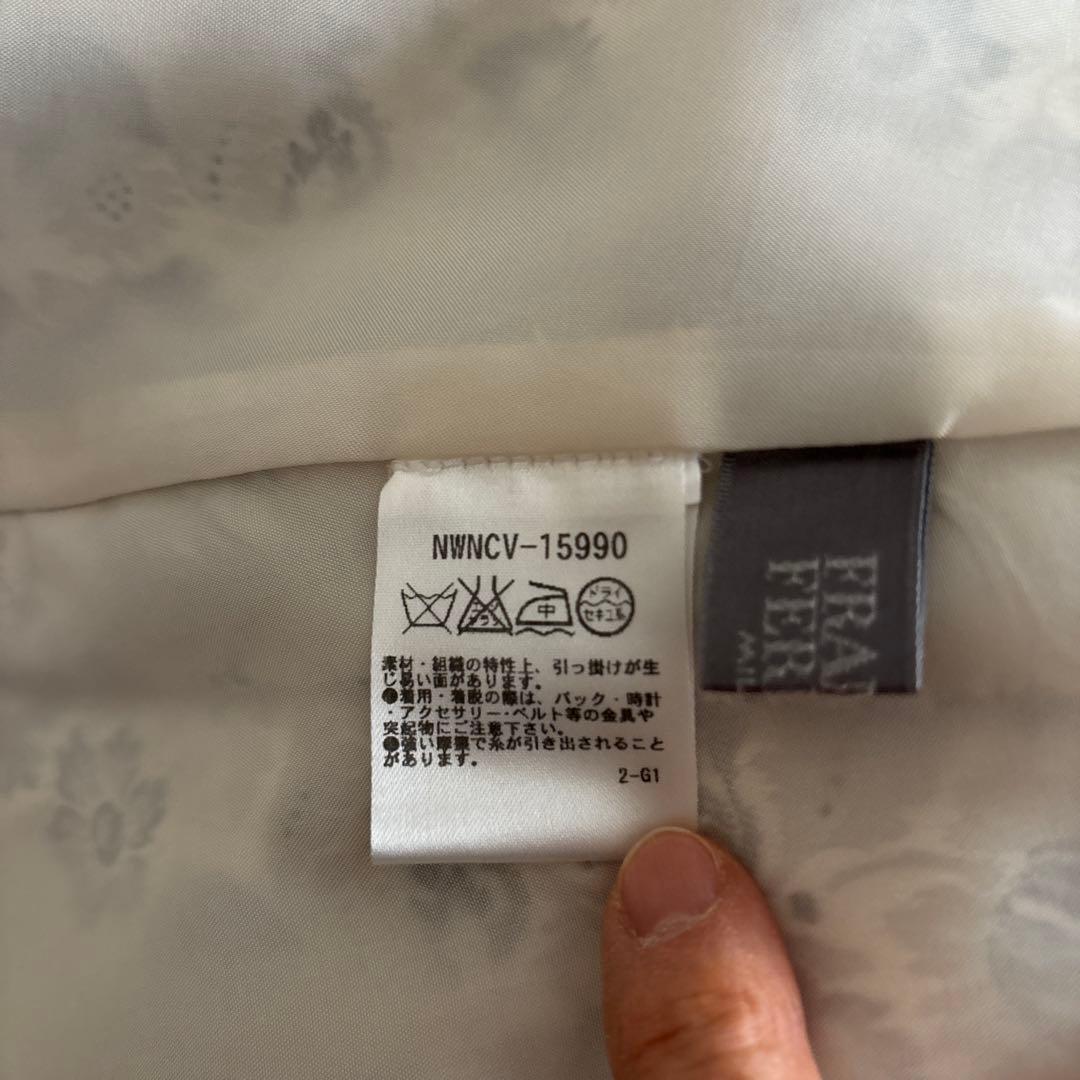 NWNCV-15990
中
ドライ
セキユ系
素材・組織の特性上、引っ掛けが生
じ易い面があります。
●着用・着脱の際は、バック・時計
・アクセサリー・ベルト等の金具や
突起物にご注意下さい。
●強い摩擦で糸が引き出されること
があります。
2-G1
FRA
FER
MIL